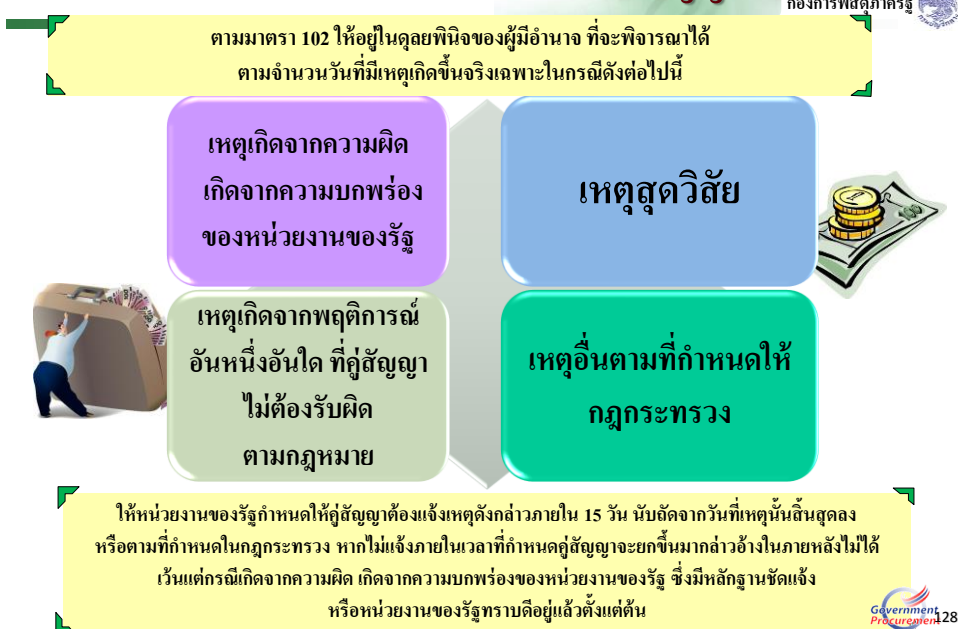 กองการพัสดุภาครัฐ
ตามมาตรา 102 ให้อยู่ในดุลยพินิจของผู้มีอำนาจ ที่จะพิจารณาได้
ตามจำนวนวันที่มีเหตุเกิดขึ้นจริงเฉพาะในกรณีดังต่อไปนี้
เหตุเกิดจากความผิด
เกิดจากความบกพร่อง
ของหน่วยงานของรัฐ
เหตุสุดวิสัย
เหตุเกิดจากพฤติการณ์
อันหนึ่งอันใด ที่คู่สัญญา
ไม่ต้องรับผิด
ตามกฎหมาย
เหตุอื่นตามที่กำหนดให้
กฎกระทรวง
ให้หน่วยงานของรัฐกำหนดให้คู่สัญญาต้องแจ้งเหตุดังกล่าวภายใน 15 วัน นับถัดจากวันที่เหตุนั้นสิ้นสุดลง
หรือตามที่กำหนดในกฎกระทรวง หากไม่แจ้งภายในเวลาที่กำหนดคู่สัญญาจะยกขึ้นมากล่าวอ้างในภายหลังไม่ได้
เว้นแต่กรณีเกิดจากความผิด เกิดจากความบกพร่องของหน่วยงานของรัฐ ซึ่งมีหลักฐานชัดแจ้ง
หรือหน่วยงานของรัฐทราบดีอยู่แล้วตั้งแต่ต้น
Government
Procurement
128